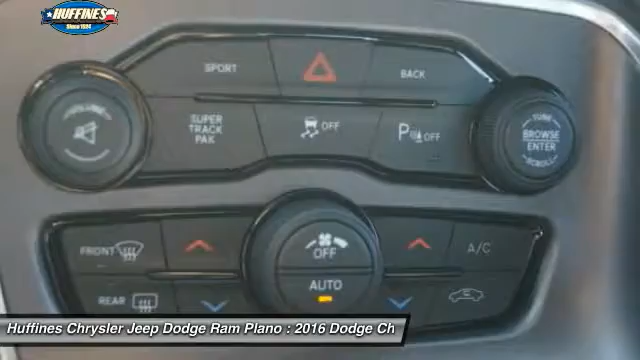 HUFFINES
Since 1924
SPORT
BACK
VOLUME
SUPER
TRACK
PAK
OFF
P OFF
TUNE
BROWSE
ENTER
SCROLL
FRONT
OFF
A/C
AUTO
REAR
Huffines Chrysler Jeep Dodge Ram Plano : 2016 Dodge Ch